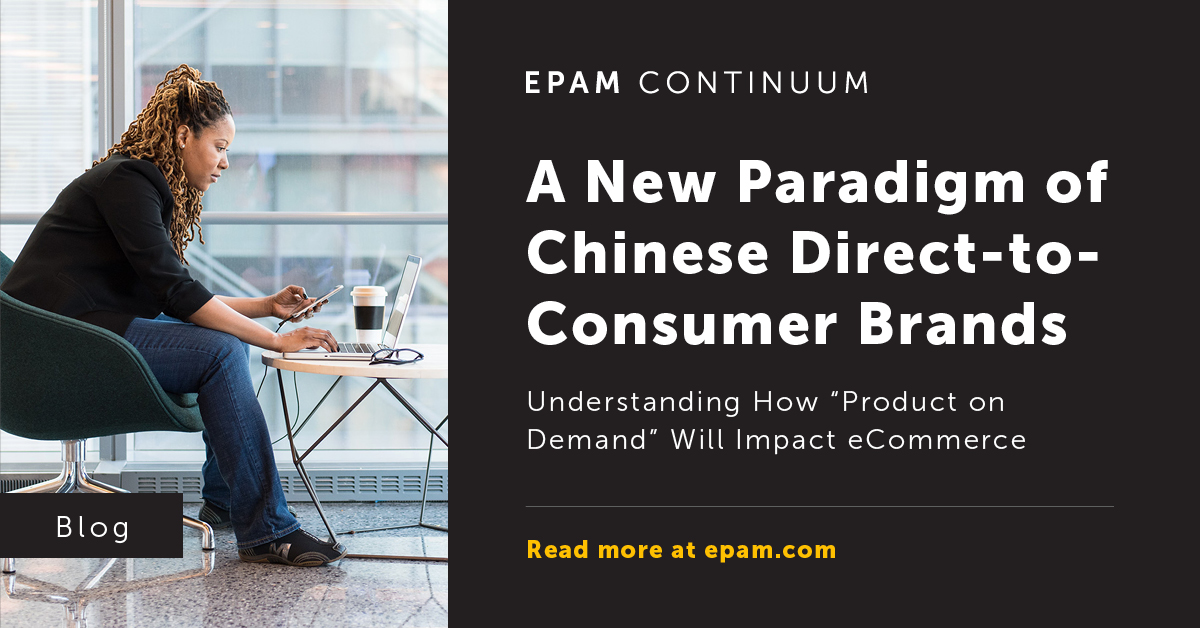 EPAM CONTINUUM
A New Paradigm of
Chinese Direct-to-
Consumer Brands
Understanding How “Product on
Demand” Will Impact eCommerce
Blog
Read more at epam.com